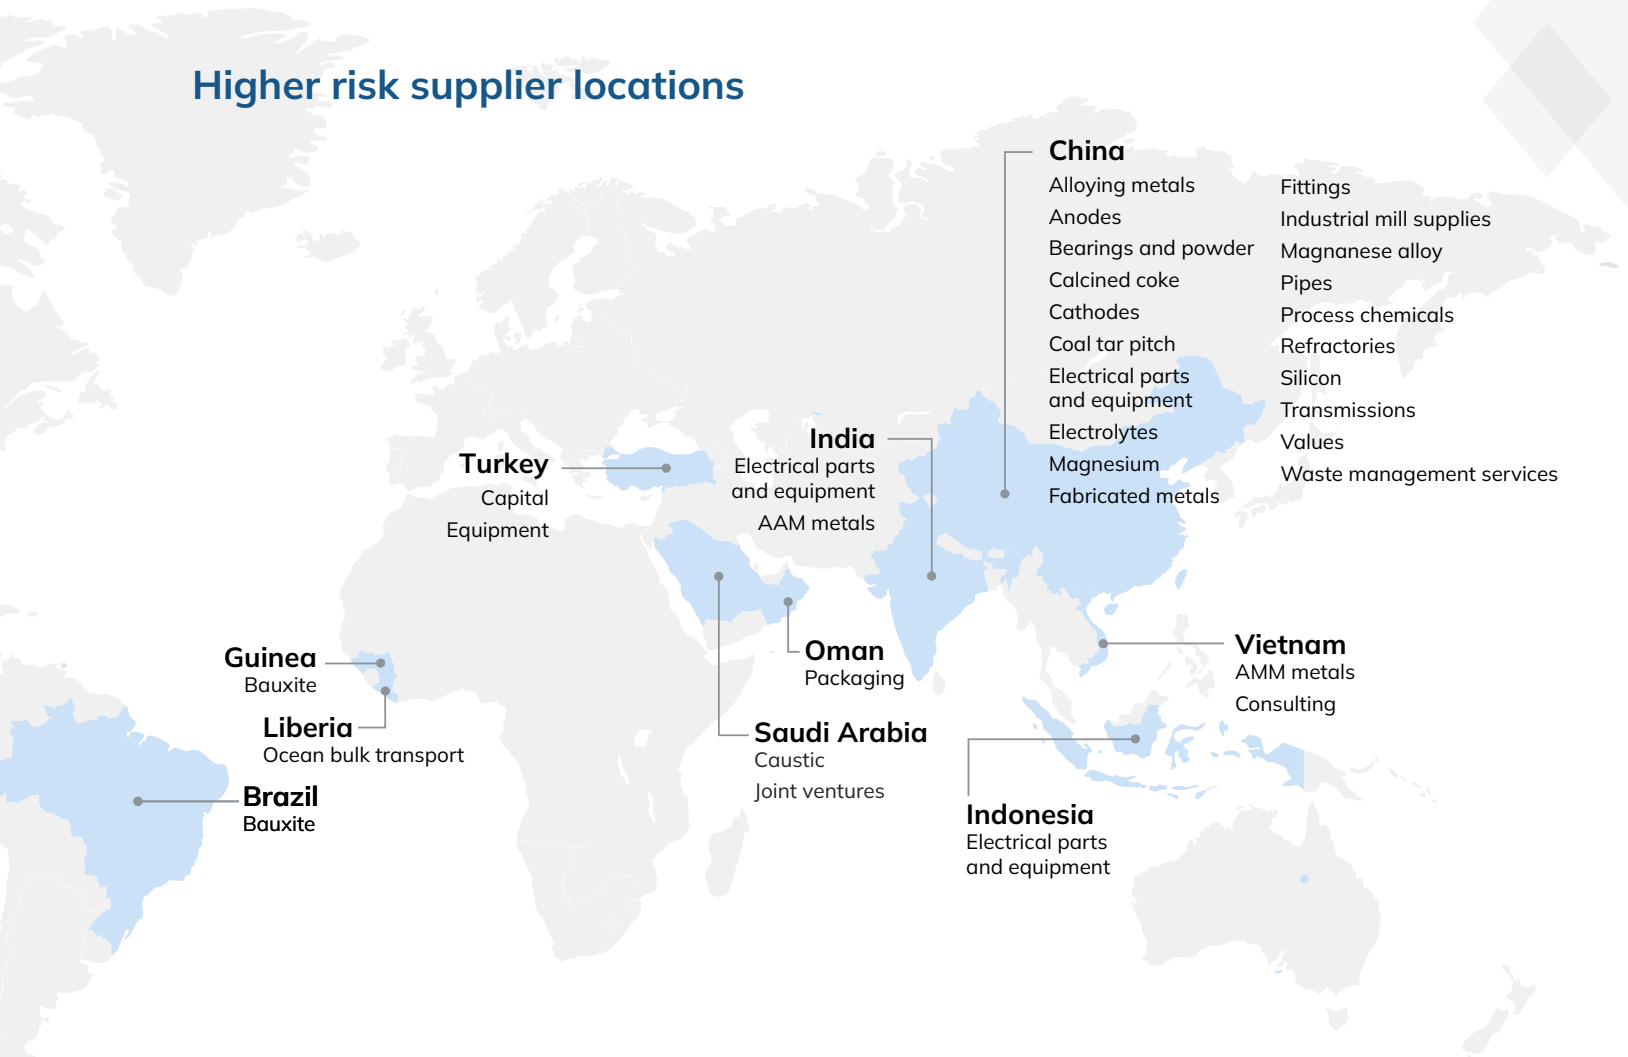 Higher risk supplier locations
China
Alloying metals
Anodes
Bearings and powder
Calcined coke
Cathodes
Coal tar pitch
Electrical parts
and equipment
Electrolytes
Magnesium
Fabricated metals
Fittings
Industrial mill supplies
Magnanese alloy
Pipes
Process chemicals
Refractories
Silicon
Transmissions
Values
Waste management services
India
Electrical parts
and equipment
AAM metals
Turkey
Capital
Equipment
Guinea
Bauxite
Liberia
Ocean bulk transport
Brazil
Bauxite
Oman
Packaging
Saudi Arabia
Caustic
Joint ventures
Vietnam
AMM metals
Consulting
Indonesia
Electrical parts
and equipment